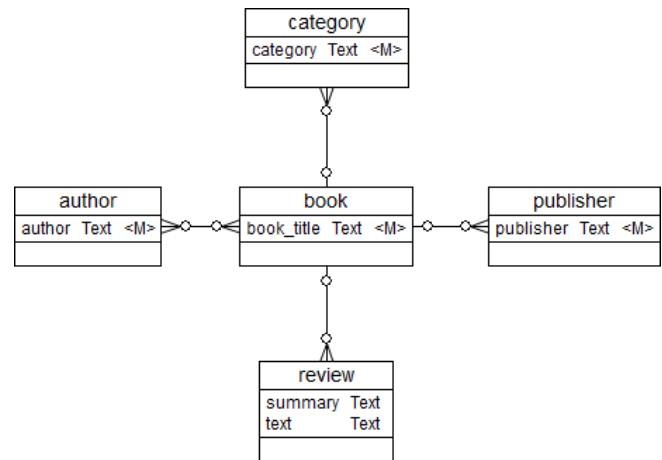 category
category Text <M>
author
author Text <M>
book
book_title Text <M>
publisher
publisher Text <M>
review
summary Text
text Text